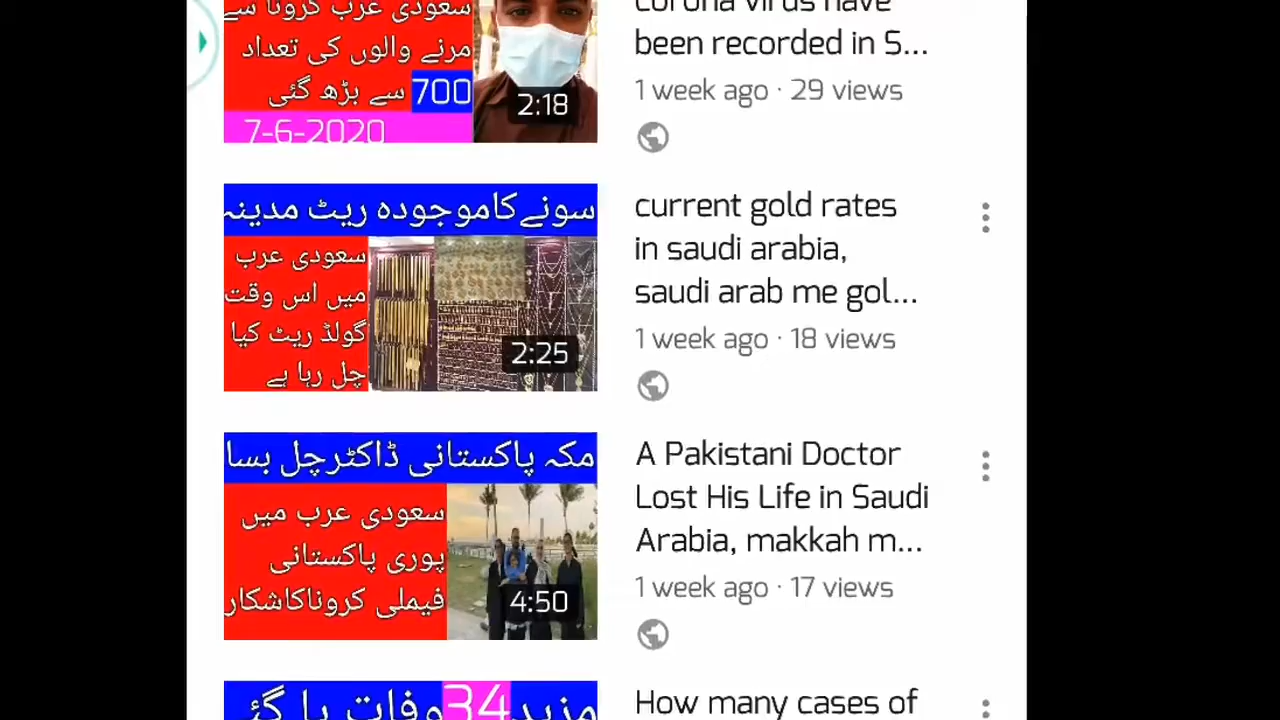 سعودی عرب کرونا سے
مرنے والوں کی تعداد
700 سے بڑھ گئی
7-6-2020
2:18
corona virus have
been recorded in S...
1 week ago · 29 views
سونےکاموجودہ ریٹ مدینہ
سعودی عرب
میں اس وقت
گولڈ ریٹ کیا
چل رہا ہے
2:25
current gold rates
in saudi arabia,
saudi arab me gol...
1 week ago · 18 views
مکہ پاکستانی ڈاکٹرچل بسا
سعودی عرب میں
پوری پاکستانی
فیملی کروناکاشکار
4:50
A Pakistani Doctor
Lost His Life in Saudi
Arabia, makkah m...
1 week ago · 17 views
مزید34وفات پا گئے
How many cases of